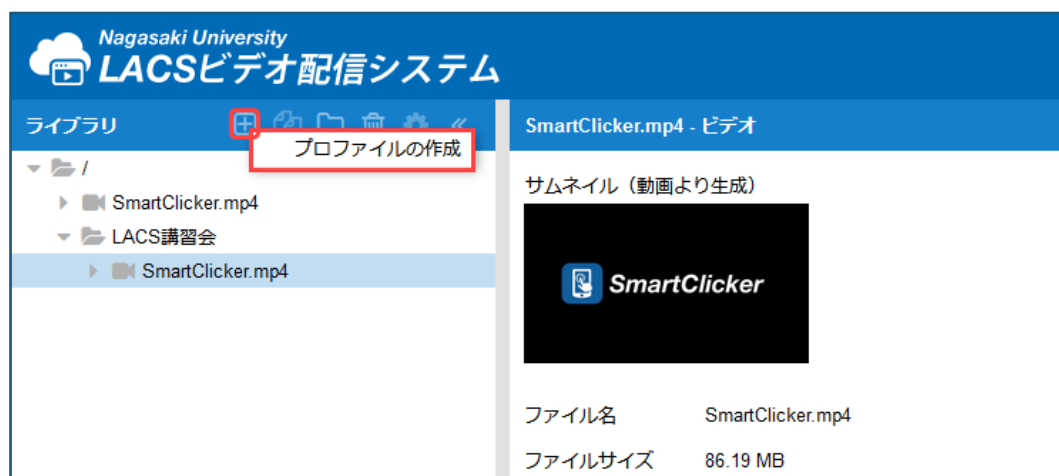 Nagasaki University
LACSビデオ配信システム
ライブラリ
プロファイルの作成
/
SmartClicker.mp4
LACS講習会
SmartClicker.mp4
SmartClicker.mp4 - ビデオ
サムネイル（動画より生成）
SmartClicker
ファイル名 SmartClicker.mp4
ファイルサイズ 86.19 MB